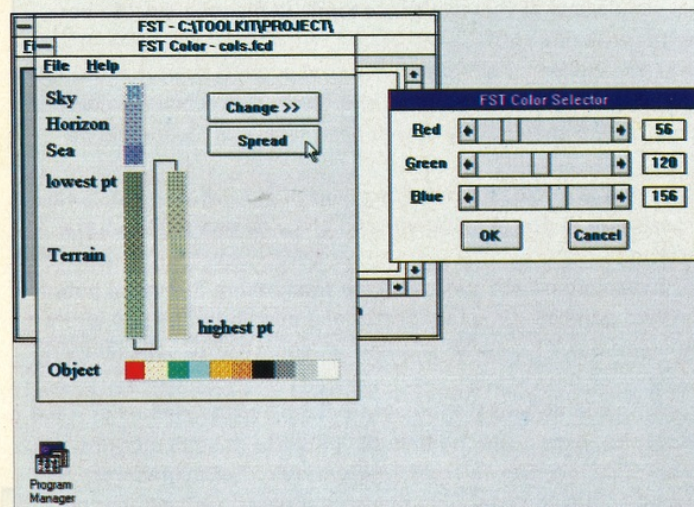 FST - C:\TOOLKIT\PROJECT\
FST Color - cols.fcd
File Help
Sky
Horizon
Sea
lowest pt
Terrain
highest pt
Object
Change >>
Spread
FST Color Selector
Red 56
Green 120
Blue 156
OK Cancel
Program
Manager